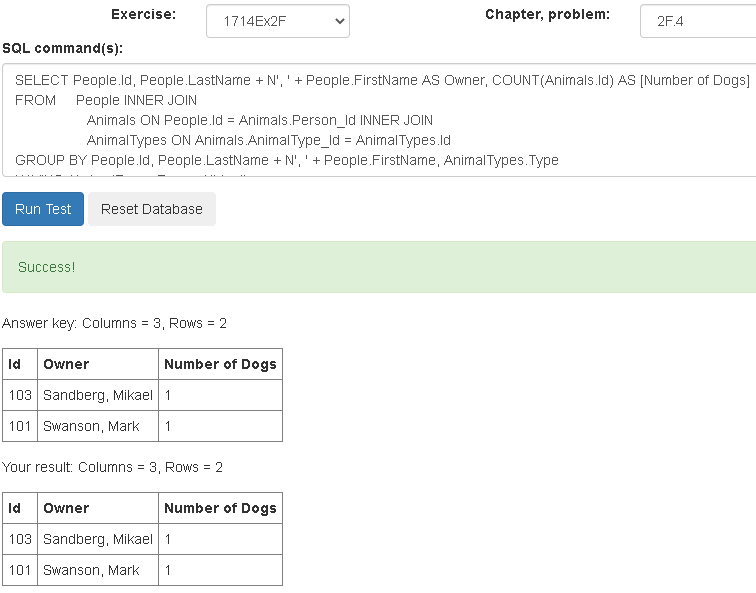 Exercise: 1714Ex2F Chapter, problem: 2F.4
SQL command(s):
SELECT People.Id, People.LastName + N', ' + People.FirstName AS Owner, COUNT(Animals.Id) AS [Number of Dogs]
FROM People INNER JOIN
Animals ON People.Id = Animals.Person_Id INNER JOIN
AnimalTypes ON Animals.AnimalType_Id = AnimalTypes.Id
GROUP BY People.Id, People.LastName + N', ' + People.FirstName, AnimalTypes.Type
Run Test Reset Database
Success!
Answer key: Columns = 3, Rows = 2
Id Owner Number of Dogs
103 Sandberg, Mikael 1
101 Swanson, Mark 1
Your result: Columns = 3, Rows = 2
Id Owner Number of Dogs
103 Sandberg, Mikael 1
101 Swanson, Mark 1